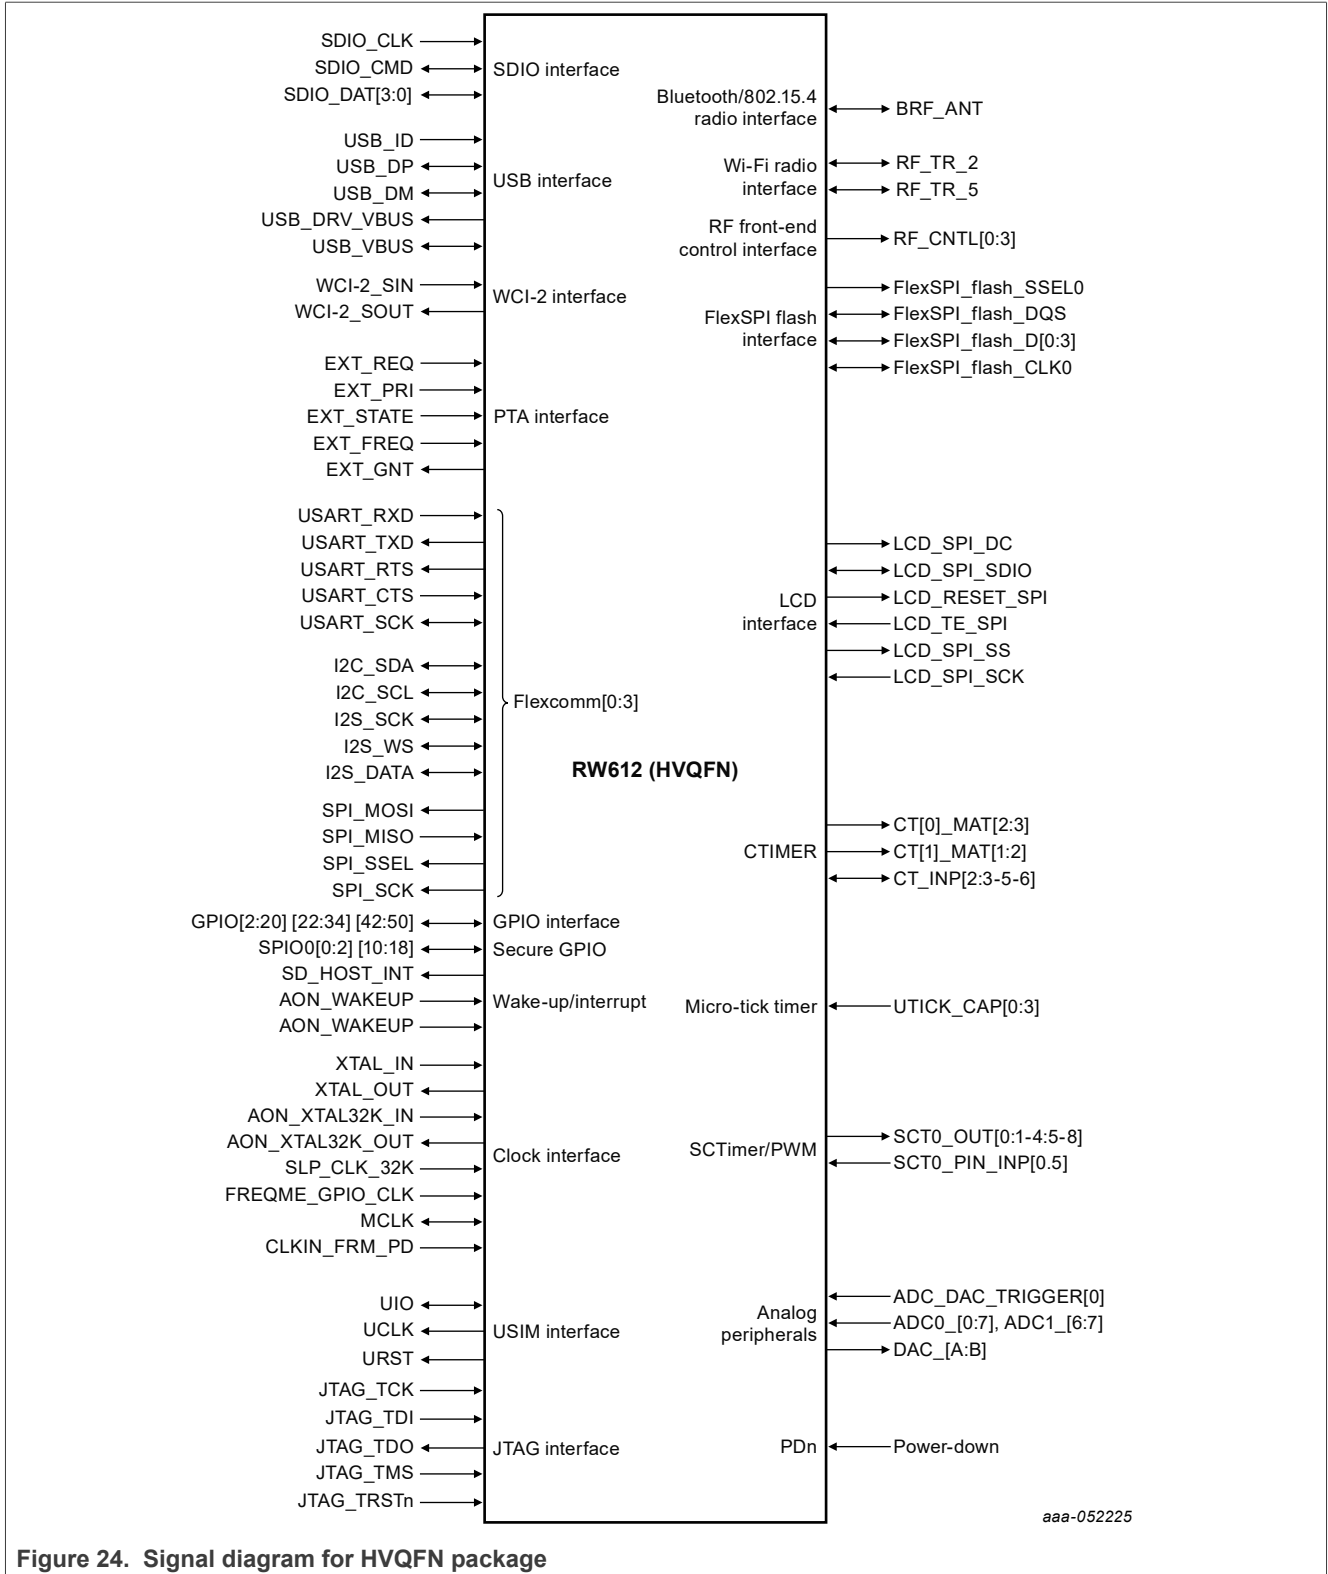 SDIO_CLK
SDIO_CMD
SDIO_DAT[3:0]
SDIO interface
USB_ID
USB_DP
USB_DM
USB_DRV_VBUS
USB_VBUS
USB interface
WCI-2_SIN
WCI-2_SOUT
WCI-2 interface
EXT_REQ
EXT_PRI
EXT_STATE
EXT_FREQ
EXT_GNT
PTA interface
USART_RXD
USART_TXD
USART_RTS
USART_CTS
USART_SCK
I2C_SDA
I2C_SCL
I2S_SCK
I2S_WS
I2S_DATA
SPI_MOSI
SPI_MISO
SPI_SSEL
SPI_SCK
Flexcomm[0:3]
GPIO[2:20] [22:34] [42:50]
GPIO interface
SPIO0[0:2] [10:18]
Secure GPIO
SD_HOST_INT
AON_WAKEUP
AON_WAKEUP
Wake-up/interrupt
XTAL_IN
XTAL_OUT
AON_XTAL32K_IN
AON_XTAL32K_OUT
SLP_CLK_32K
FREQME_GPIO_CLK
MCLK
CLKIN_FRM_PD
Clock interface
UIO
UCLK
URST
USIM interface
JTAG_TCK
JTAG_TDI
JTAG_TDO
JTAG_TMS
JTAG_TRSTn
JTAG interface
RW612 (HVQFN)
Bluetooth/802.15.4
radio interface
BRF_ANT
Wi-Fi radio
interface
RF_TR_2
RF_TR_5
RF front-end
control interface
RF_CNTL[0:3]
FlexSPI flash
interface
FlexSPI_flash_SSEL0
FlexSPI_flash_DQS
FlexSPI_flash_D[0:3]
FlexSPI_flash_CLK0
LCD
interface
LCD_SPI_DC
LCD_SPI_SDIO
LCD_RESET_SPI
LCD_TE_SPI
LCD_SPI_SS
LCD_SPI_SCK
CTIMER
CT[0]_MAT[2:3]
CT[1]_MAT[1:2]
CT_INP[2:3-5-6]
Micro-tick timer
UTICK_CAP[0:3]
SCTimer/PWM
SCT0_OUT[0:1-4:5-8]
SCT0_PIN_INP[0.5]
Analog
peripherals
ADC_DAC_TRIGGER[0]
ADC0_[0:7], ADC1_[6:7]
DAC_[A:B]
PDn
Power-down
aaa-052225
Figure 24. Signal diagram for HVQFN package